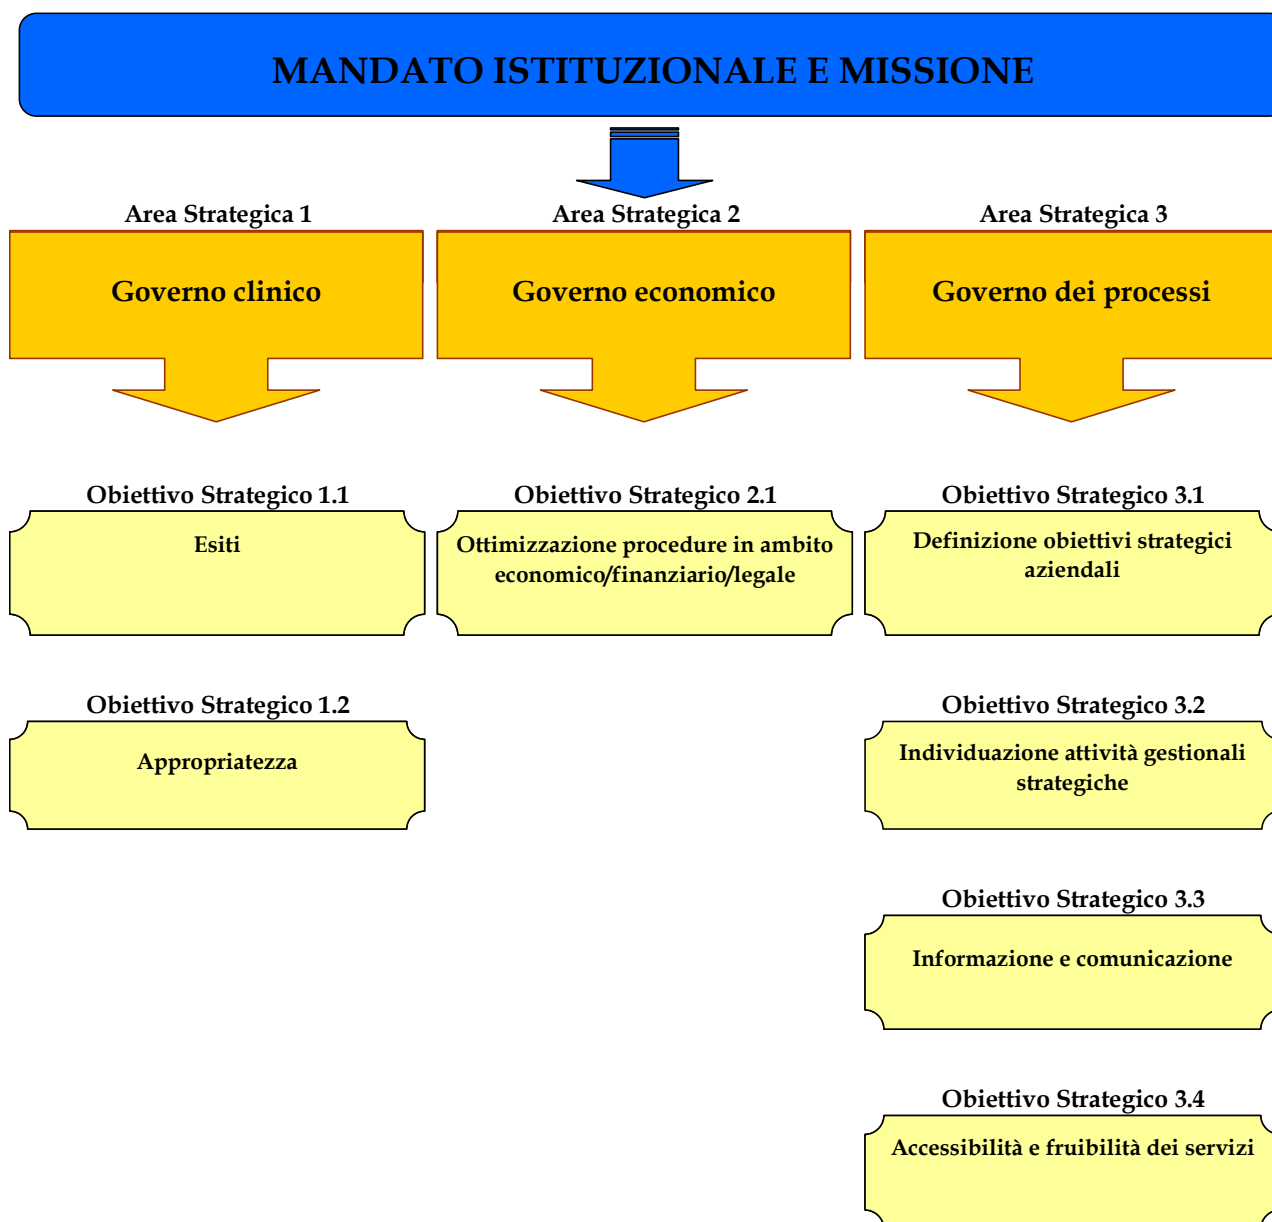 MANDATO ISTITUZIONALE E MISSIONE
Area Strategica 1
Area Strategica 2
Area Strategica 3
Governo clinico
Governo economico
Governo dei processi
Obiettivo Strategico 1.1
Obiettivo Strategico 2.1
Obiettivo Strategico 3.1
Esiti
Ottimizzazione procedure in ambito
economico/finanziario/legale
Definizione obiettivi strategici
aziendali
Obiettivo Strategico 1.2
Obiettivo Strategico 3.2
Appropriatezza
Individuazione attività gestionali
strategiche
Obiettivo Strategico 3.3
Informazione e comunicazione
Obiettivo Strategico 3.4
Accessibilità e fruibilità dei servizi